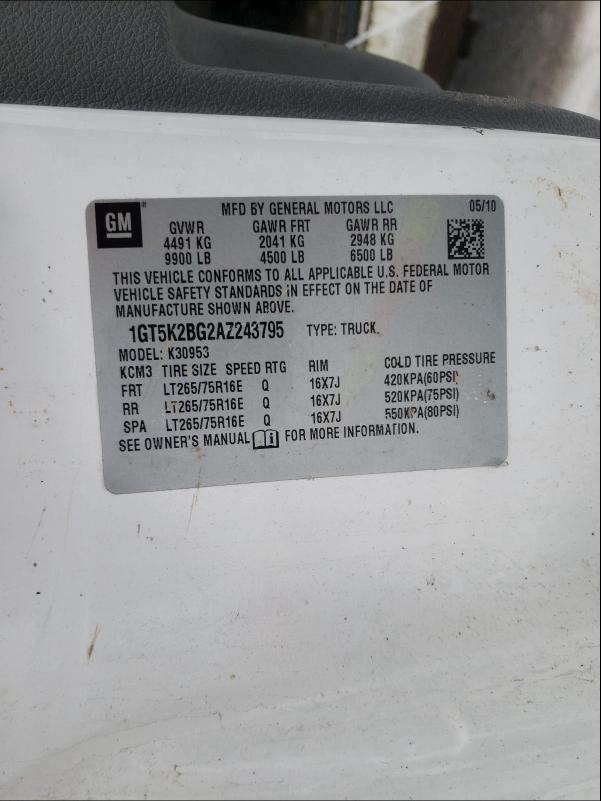 GM
MFD BY GENERAL MOTORS LLC 05/10
GVWR GAWR FRT GAWR RR
4491 KG 2041 KG 2948 KG
9900 LB 4500 LB 6500 LB
THIS VEHICLE CONFORMS TO ALL APPLICABLE U.S. FEDERAL MOTOR
VEHICLE SAFETY STANDARDS IN EFFECT ON THE DATE OF
MANUFACTURE SHOWN ABOVE.
1GT5K2BG2AZ243795 TYPE: TRUCK
MODEL: K30953
KCM3 TIRE SIZE SPEED RTG RIM COLD TIRE PRESSURE
FRT LT265/75R16E Q 16X7J 420KPA(60PSI)
RR LT265/75R16E Q 16X7J 520KPA(75PSI)
SPA LT265/75R16E Q 16X7J 550KPA(80PSI)
SEE OWNER'S MANUAL FOR MORE INFORMATION.